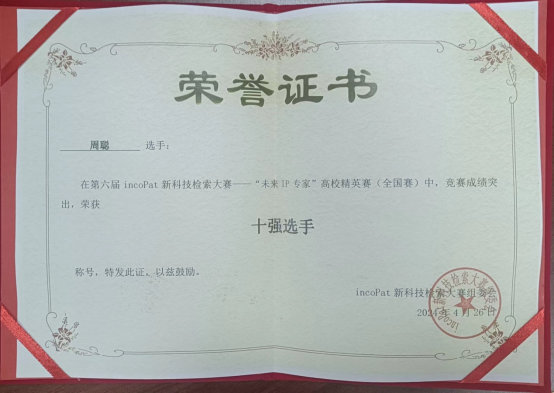 荣誉证书
周聪 选手：
在第六届 incoPat 新科技检索大赛——“未来 IP 专家”高校精英赛（全国赛）中，竞赛成绩突
出，荣获
十强选手
称号，特发此证，以兹鼓励。
incoPat 新科技检索大赛组委会
2024 年 4 月 26 日